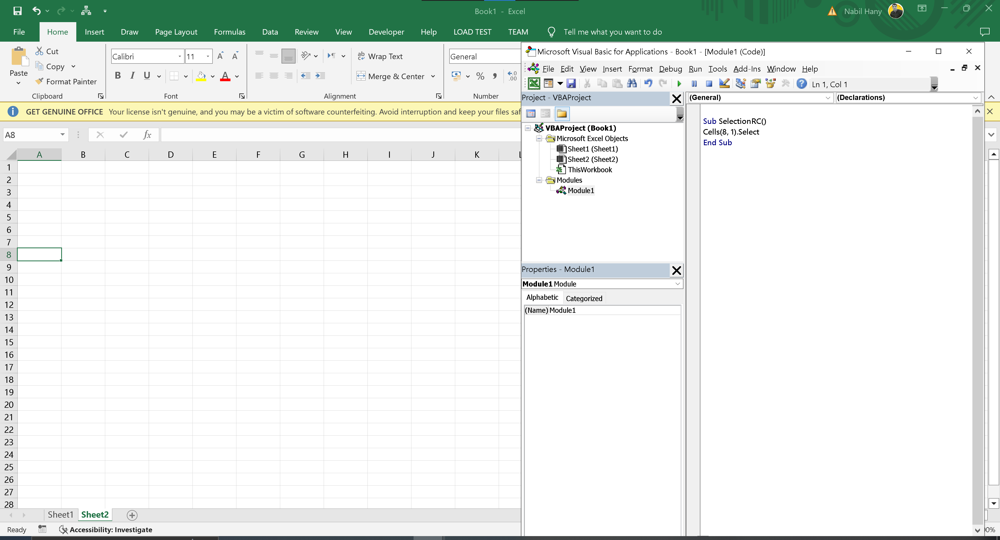 Book1 - Excel
Nabil Hany
File Home Insert Draw Page Layout Formulas Data Review View Developer Help LOAD TEST TEAM Tell me what you want to do
Paste
Cut
Copy
Format Painter
Clipboard
Calibri 11
B I U
Font
Wrap Text
Merge & Center
Alignment
General
%
Number
GET GENUINE OFFICE Your license isn't genuine, and you may be a victim of software counterfeiting. Avoid interruption and keep your files saf
A8
fx
A B C D E F G H I J K L
1
2
3
4
5
6
7
8
9
10
11
12
13
14
15
16
17
18
19
20
21
22
23
24
25
26
27
28
Sheet1 Sheet2
Ready Accessibility: Investigate
Microsoft Visual Basic for Applications - Book1 - [Module1 (Code)]
File Edit View Insert Format Debug Run Tools Add-Ins Window Help
Ln 1, Col 1
Project - VBAProject
VBAProject (Book1)
Microsoft Excel Objects
Sheet1 (Sheet1)
Sheet2 (Sheet2)
ThisWorkbook
Modules
Module1
Properties - Module1
Module1 Module
Alphabetic Categorized
(Name) Module1
(General) (Declarations)
Sub SelectionRC()
Cells(8, 1).Select
End Sub